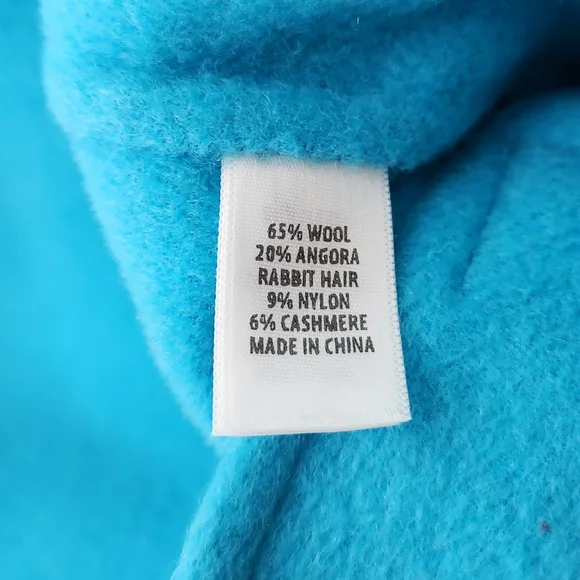 65% WOOL
20% ANGORA
RABBIT HAIR
9% NYLON
6% CASHMERE
MADE IN CHINA